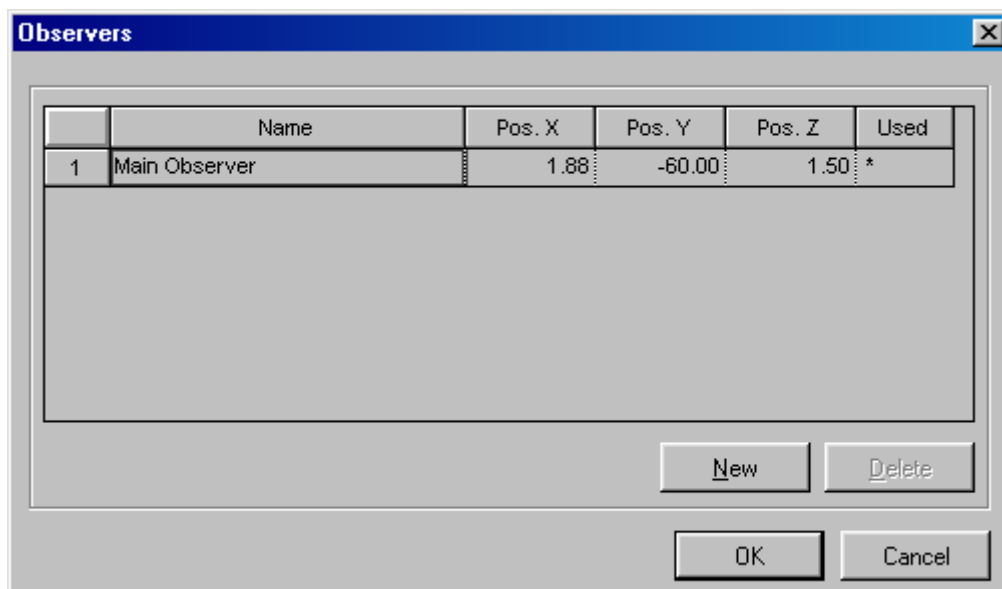 Observers
Name Pos. X Pos. Y Pos. Z Used
1 Main Observer 1.88 -60.00 1.50 *
New Delete
OK Cancel